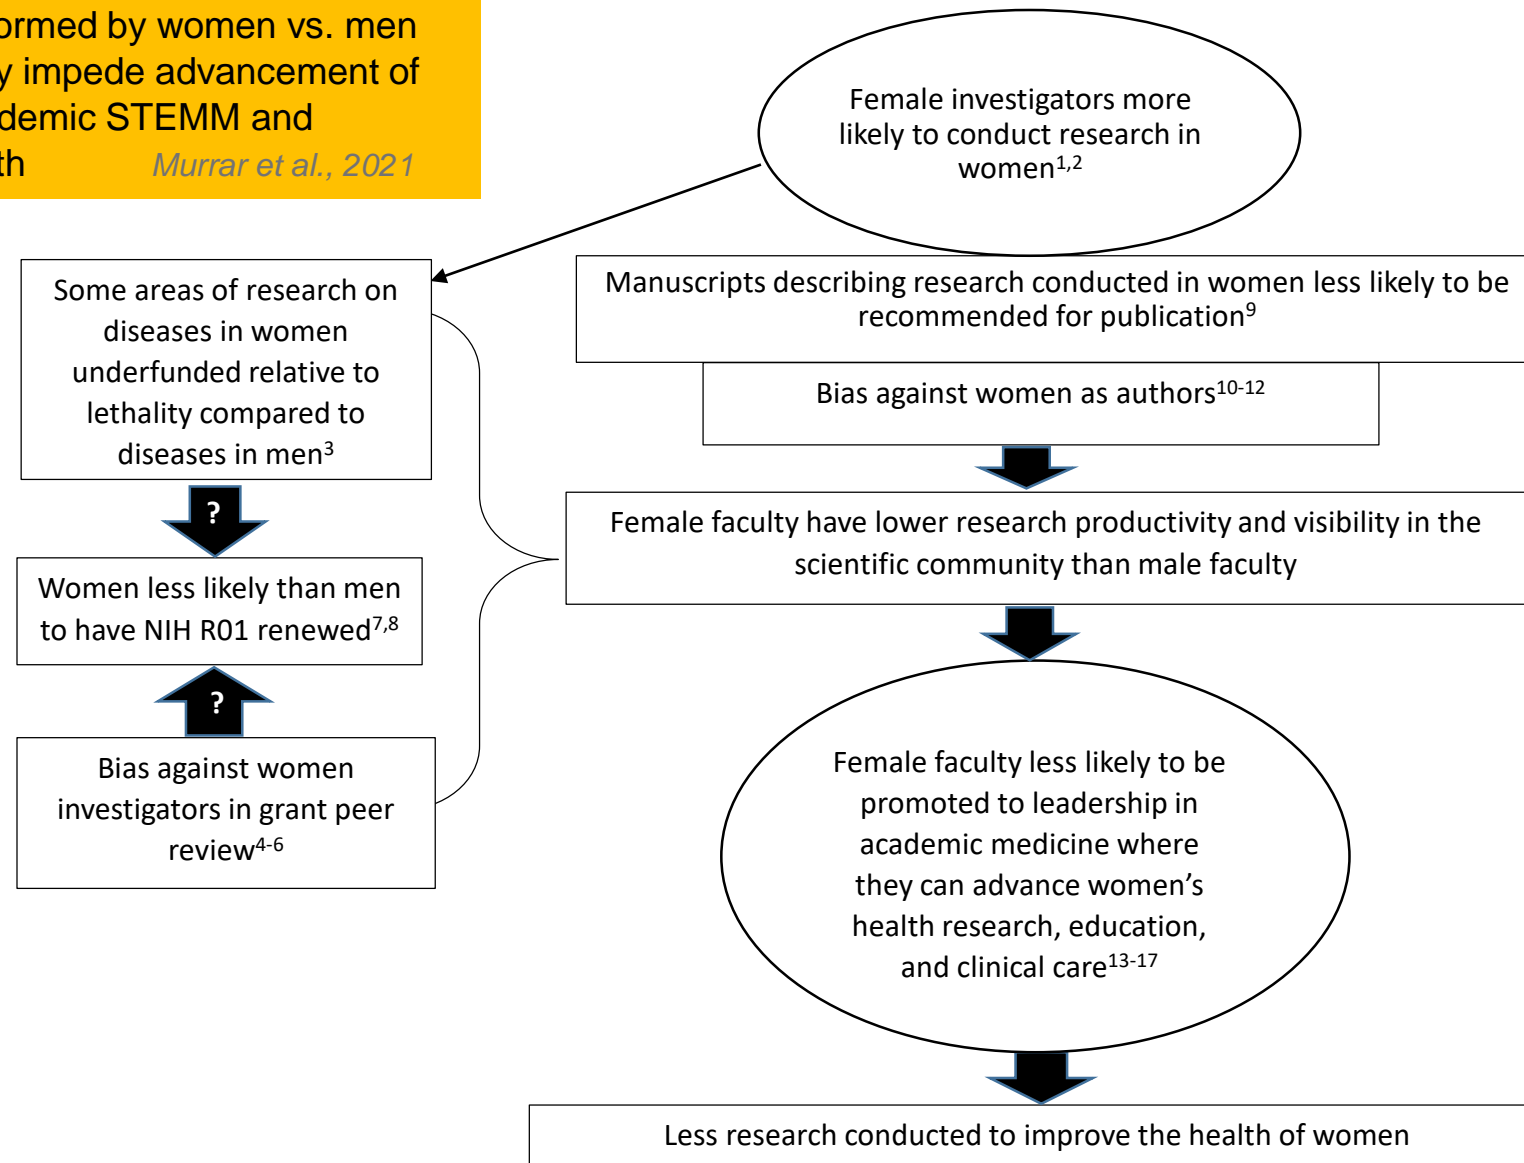 ormed by women vs. men
y impede advancement of
demic STEMM and
th Murrar et al., 2021
Female investigators more
likely to conduct research in
women1,2
Some areas of research on
diseases in women
underfunded relative to
lethality compared to
diseases in men3
?
Women less likely than men
to have NIH R01 renewed7,8
?
Bias against women
investigators in grant peer
review4-6
Manuscripts describing research conducted in women less likely to be
recommended for publication9
Bias against women as authors10-12
Female faculty have lower research productivity and visibility in the
scientific community than male faculty
Female faculty less likely to be
promoted to leadership in
academic medicine where
they can advance women’s
health research, education,
and clinical care13-17
Less research conducted to improve the health of women